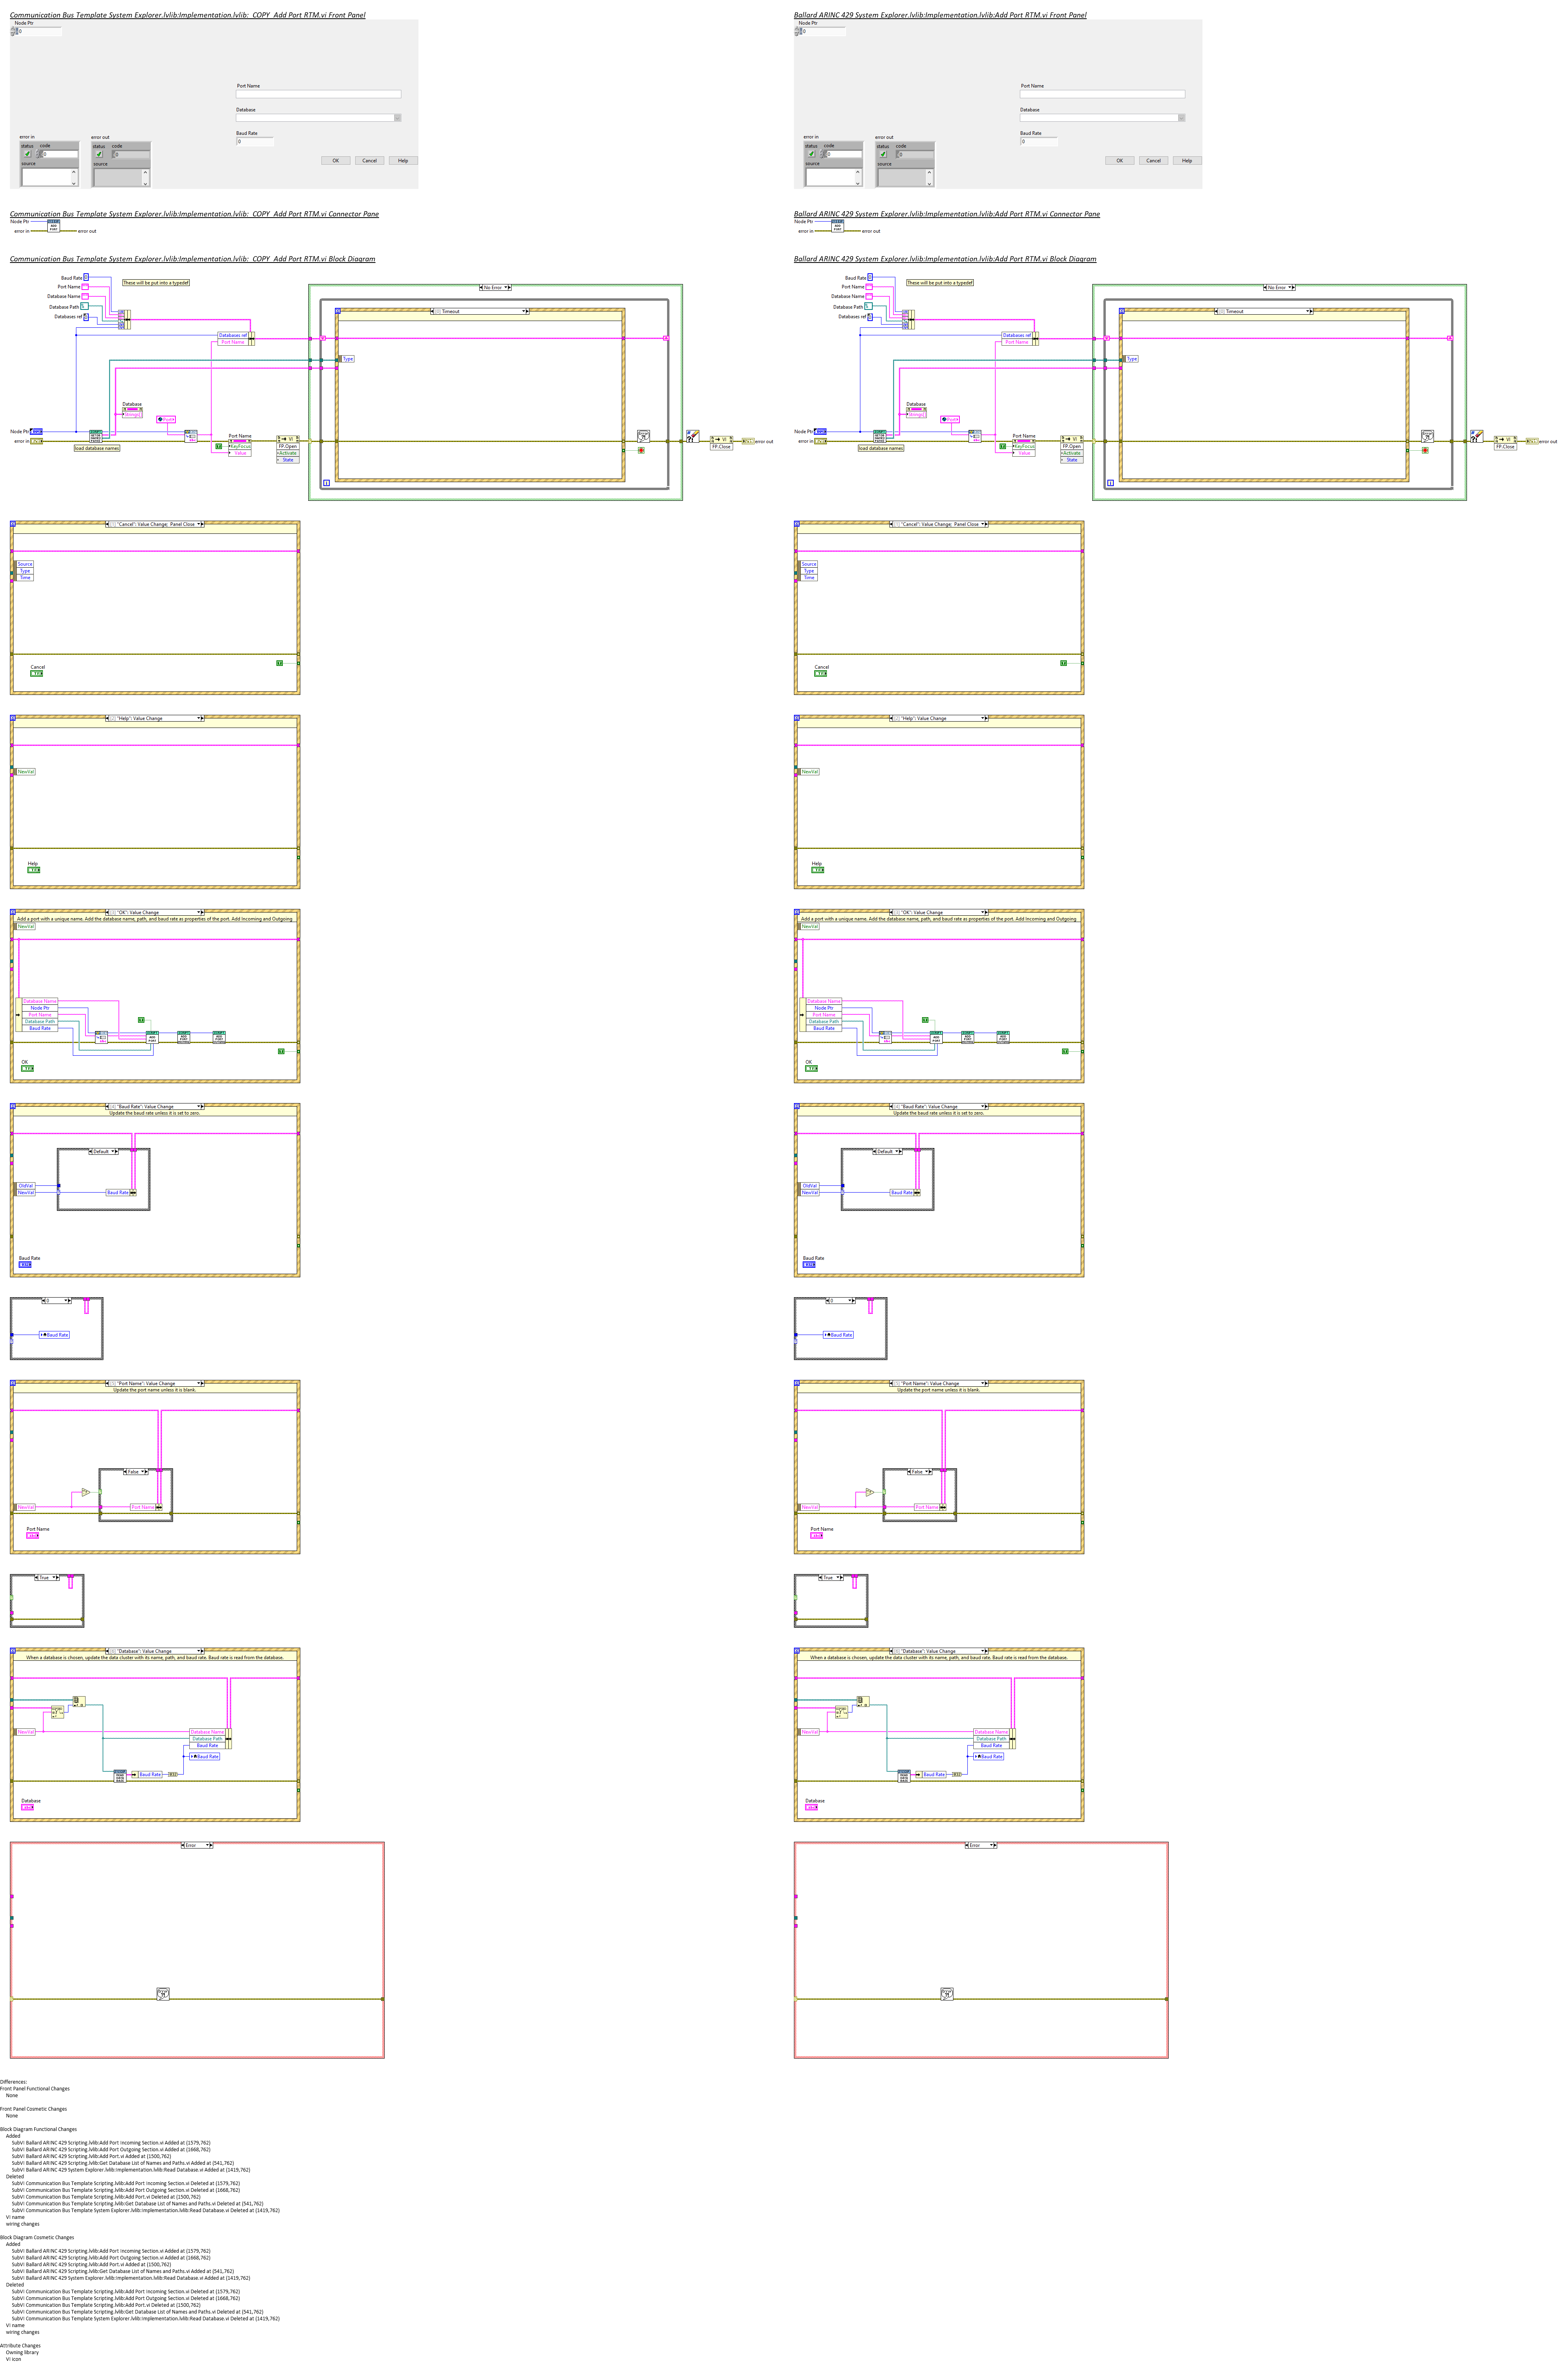 Communication Bus Template System Explorer.lvlib:Implementation.lvlib:  COPY  Add Port RTM.vi Front Panel
Node Ptr
0
Port Name
Database
Baud Rate
0
error in
status code
0
source
error out
status code
0
source
OK
Cancel
Help
Communication Bus Template System Explorer.lvlib:Implementation.lvlib:  COPY  Add Port RTM.vi Connector Pane
Node Ptr
error in
error out
Communication Bus Template System Explorer.lvlib:Implementation.lvlib:  COPY  Add Port RTM.vi Block Diagram
Baud Rate
Port Name
Database Name
Database Path
Databases ref
These will be put into a typesdef
Databases ref
Port Name
No Error
Timeout
Type
Database
Strings[]
Node Ptr
error in
load database names
Port Name
KeyFocus
Value
VI
FP.Open
Activate
State
VI
FP.Close
error out
"Cancel": Value Change; Panel Close
Source
Type
Time
Cancel
"Help": Value Change
NewVal
Help
"OK": Value Change
Add a port with a unique name. Add the database name, path, and baud rate as properties of the port. Add Incoming and Outgoing
NewVal
Database Name
Node Ptr
Port Name
Database Path
Baud Rate
OK
"Baud Rate": Value Change
Update the baud rate unless it is set to zero.
Default
OldVal
NewVal
Baud Rate
Baud Rate
0
Baud Rate
"Port Name": Value Change
Update the port name unless it is blank.
False
NewVal
Port Name
Port Name
True
"Database": Value Change
When a database is chosen, update the data cluster with its name, path, and baud rate. Baud rate is read from the database.
NewVal
Database Name
Database Path
Baud Rate
Baud Rate
Baud Rate
Database
Error
Ballard ARINC 429 System Explorer.lvlib:Implementation.lvlib:Add Port RTM.vi Front Panel
Node Ptr
0
Port Name
Database
Baud Rate
0
error in
status code
0
source
error out
status code
0
source
OK
Cancel
Help
Ballard ARINC 429 System Explorer.lvlib:Implementation.lvlib:Add Port RTM.vi Connector Pane
Node Ptr
error in
error out
Ballard ARINC 429 System Explorer.lvlib:Implementation.lvlib:Add Port RTM.vi Block Diagram
Baud Rate
Port Name
Database Name
Database Path
Databases ref
These will be put into a typesdef
Databases ref
Port Name
No Error
Timeout
Type
Database
Strings[]
Node Ptr
error in
load database names
Port Name
KeyFocus
Value
VI
FP.Open
Activate
State
VI
FP.Close
error out
"Cancel": Value Change; Panel Close
Source
Type
Time
Cancel
"Help": Value Change
NewVal
Help
"OK": Value Change
Add a port with a unique name. Add the database name, path, and baud rate as properties of the port. Add Incoming and Outgoing
NewVal
Database Name
Node Ptr
Port Name
Database Path
Baud Rate
OK
"Baud Rate": Value Change
Update the baud rate unless it is set to zero.
Default
OldVal
NewVal
Baud Rate
Baud Rate
0
Baud Rate
"Port Name": Value Change
Update the port name unless it is blank.
False
NewVal
Port Name
Port Name
True
"Database": Value Change
When a database is chosen, update the data cluster with its name, path, and baud rate. Baud rate is read from the database.
NewVal
Database Name
Database Path
Baud Rate
Baud Rate
Baud Rate
Database
Error
Differences:
Front Panel Functional Changes
None
Front Panel Cosmetic Changes
None
Block Diagram Functional Changes
Added
SubVI Ballard ARINC 429 Scripting.lvlib:Add Port Incoming Section.vi Added at (1579,762)
SubVI Ballard ARINC 429 Scripting.lvlib:Add Port Outgoing Section.vi Added at (1668,762)
SubVI Ballard ARINC 429 Scripting.lvlib:Add Port.vi Added at (1500,762)
SubVI Ballard ARINC 429 Scripting.lvlib:Get Database List of Names and Paths.vi Added at (541,762)
SubVI Ballard ARINC 429 System Explorer.lvlib:Implementation.lvlib:Read Database.vi Added at (1419,762)
Deleted
SubVI Communication Bus Template Scripting.lvlib:Add Port Incoming Section.vi Deleted at (1579,762)
SubVI Communication Bus Template Scripting.lvlib:Add Port Outgoing Section.vi Deleted at (1668,762)
SubVI Communication Bus Template Scripting.lvlib:Add Port.vi Deleted at (1500,762)
SubVI Communication Bus Template Scripting.lvlib:Get Database List of Names and Paths.vi Deleted at (541,762)
SubVI Communication Bus Template System Explorer.lvlib:Implementation.lvlib:Read Database.vi Deleted at (1419,762)
VI name
wiring changes
Block Diagram Cosmetic Changes
Added
SubVI Ballard ARINC 429 Scripting.lvlib:Add Port Incoming Section.vi Added at (1579,762)
SubVI Ballard ARINC 429 Scripting.lvlib:Add Port Outgoing Section.vi Added at (1668,762)
SubVI Ballard ARINC 429 Scripting.lvlib:Add Port.vi Added at (1500,762)
SubVI Ballard ARINC 429 Scripting.lvlib:Get Database List of Names and Paths.vi Added at (541,762)
SubVI Ballard ARINC 429 System Explorer.lvlib:Implementation.lvlib:Read Database.vi Added at (1419,762)
Deleted
SubVI Communication Bus Template Scripting.lvlib:Add Port Incoming Section.vi Deleted at (1579,762)
SubVI Communication Bus Template Scripting.lvlib:Add Port Outgoing Section.vi Deleted at (1668,762)
SubVI Communication Bus Template Scripting.lvlib:Add Port.vi Deleted at (1500,762)
SubVI Communication Bus Template Scripting.lvlib:Get Database List of Names and Paths.vi Deleted at (541,762)
SubVI Communication Bus Template System Explorer.lvlib:Implementation.lvlib:Read Database.vi Deleted at (1419,762)
VI name
wiring changes
Attribute Changes
Owning library
VI icon